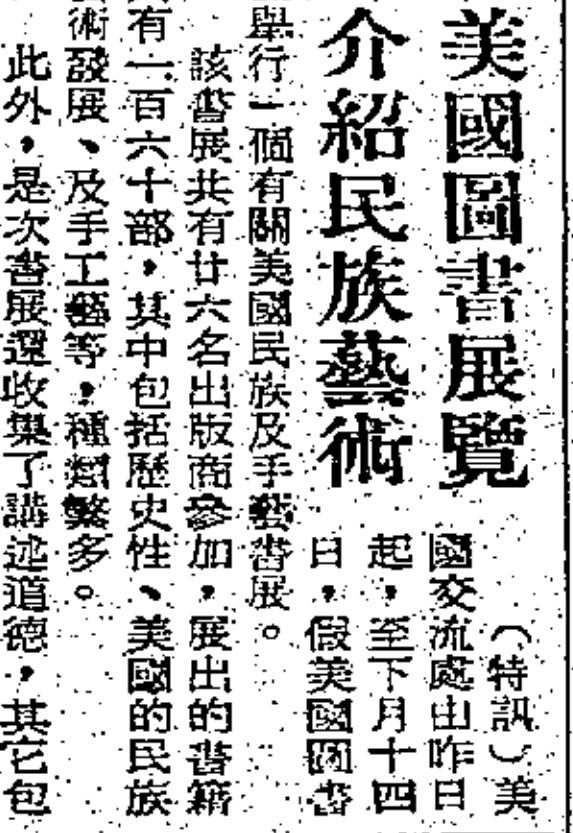 美國圖書展覽
介紹民族藝術
（特訊）美
國交流處由昨日
起，至下月十四
日，假美國圖書
舉行一個有關美國民族及手藝書展。
該書展共有廿六名出版商參加，展出的書籍
有一百六十部，其中包括歷史性、美國的民族
術發展、及手工藝等，種類繁多。
此外，是次書展還收集了講述道德，其它包